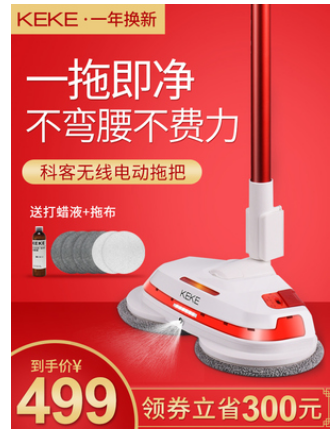 KEKE·一年换新
一拖即净
不弯腰不费力
科客无线电动拖把
送打蜡液+拖布
KEKE
KEKE
到手价¥
499
领券立省300元